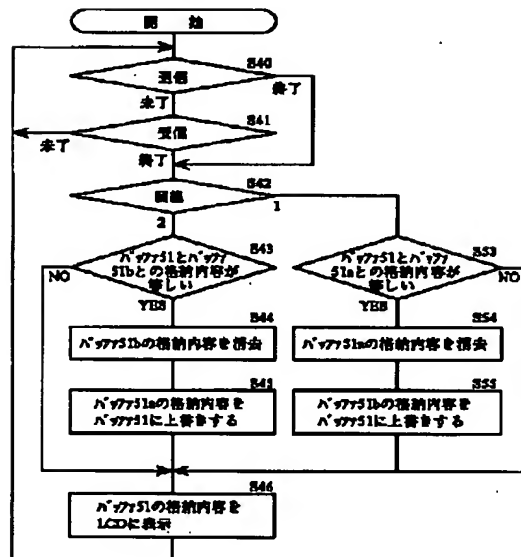 開始
S40
送信
終了
未了
S41
受信
未了
終了
S42
回線
1
2
S43
バッファ51とバッファ
51bとの格納内容が
等しい
NO
YES
S53
バッファ51とバッファ
51aとの格納内容が
等しい
NO
YES
S44
バッファ51bの格納内容を消去
S54
バッファ51aの格納内容を消去
S45
バッファ51aの格納内容を
バッファ51に上書きする
S55
バッファ51bの格納内容を
バッファ51に上書きする
S46
バッファ51の格納内容を
LCDに表示